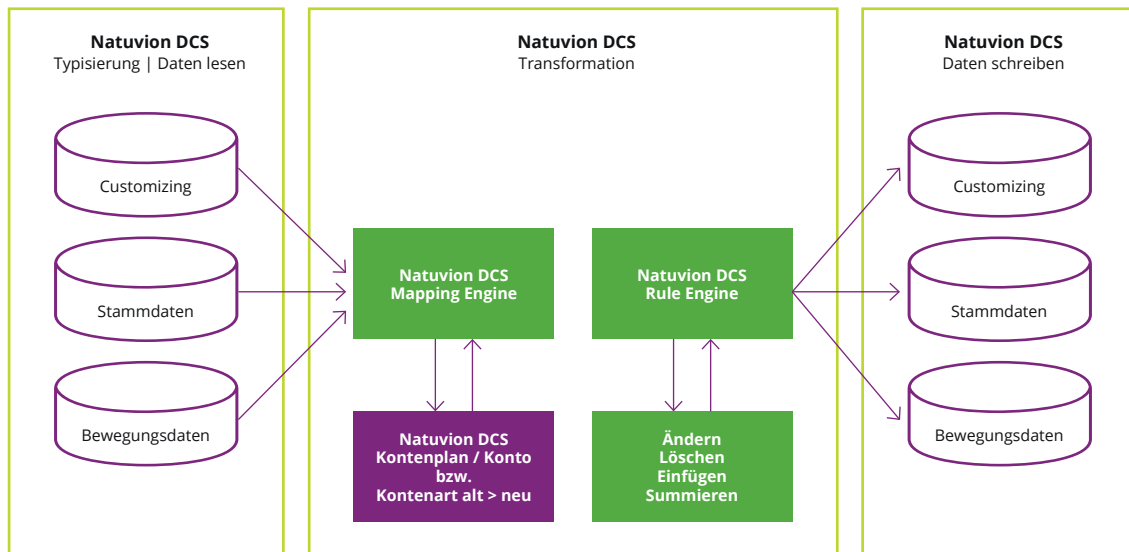 Natuvion DCS
Typisierung | Daten lesen
Customizing
Stammdaten
Bewegungsdaten
Natuvion DCS
Transformation
Natuvion DCS
Mapping Engine
Natuvion DCS
Rule Engine
Natuvion DCS
Kontenplan / Konto
bzw.
Kontenart alt > neu
Ändern
Löschen
Einfügen
Summieren
Natuvion DCS
Daten schreiben
Customizing
Stammdaten
Bewegungsdaten